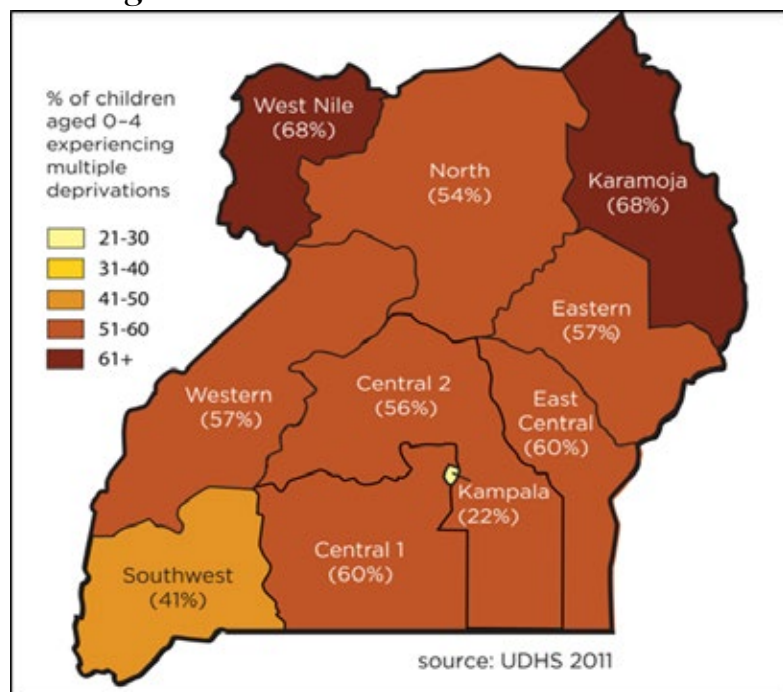 % of children
aged 0–4
experiencing
multiple
deprivations
21-30
31-40
41-50
51-60
61+
West Nile
(68%)
North
(54%)
Karamoja
(68%)
Eastern
(57%)
Western
(57%)
Central 2
(56%)
East
Central
(60%)
Kampala
(22%)
Central 1
(60%)
Southwest
(41%)
source: UDHS 2011